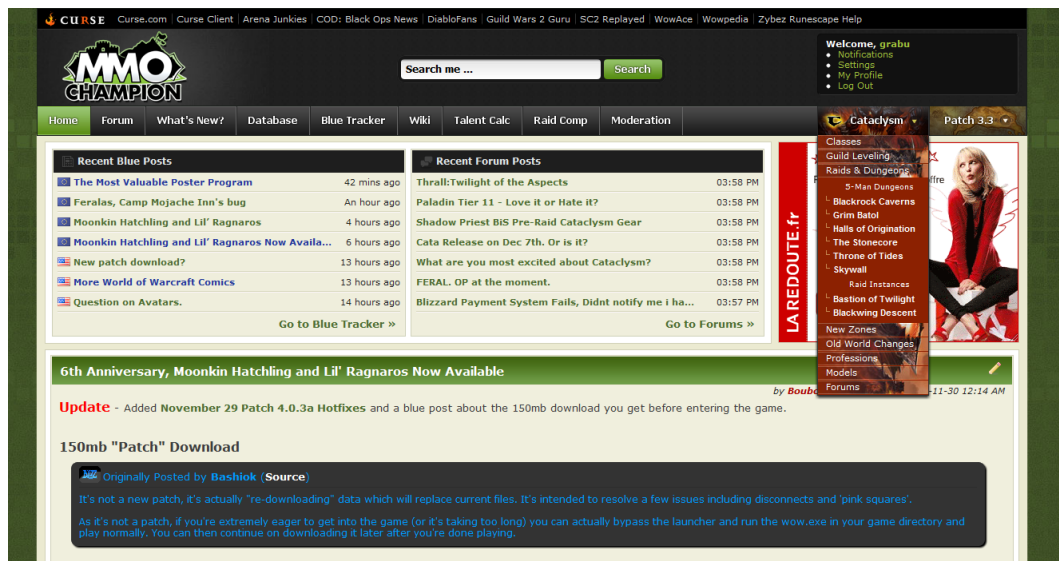 CURSE Curse.com Curse Client Arena Junkies COD: Black Ops News DiabloFans Guild Wars 2 Guru SC2 Replayed WowAce Wowpedia Zybez Runescape Help
MMO
CHAMPION
Search me ... Search
Welcome, grabu
Notifications
Settings
My Profile
Log Out
Home Forum What's New? Database Blue Tracker Wiki Talent Calc Raid Comp Moderation Cataclysm Patch 3.3
Recent Blue Posts
The Most Valuable Poster Program 42 mins ago
Feralas, Camp Mojache Inn's bug An hour ago
Moonkin Hatchling and Lil' Ragnaros 4 hours ago
Moonkin Hatchling and Lil' Ragnaros Now Availa... 6 hours ago
New patch download? 13 hours ago
More World of Warcraft Comics 13 hours ago
Question on Avatars. 14 hours ago
Go to Blue Tracker »
Recent Forum Posts
Thrall:Twilight of the Aspects 03:58 PM
Paladin Tier 11 - Love it or Hate it? 03:58 PM
Shadow Priest BiS Pre-Raid Cataclysm Gear 03:58 PM
Cata Release on Dec 7th. Or is it? 03:58 PM
What are you most excited about Cataclysm? 03:58 PM
FERAL. OP at the moment. 03:58 PM
Blizzard Payment System Fails, Didnt notify me i ha... 03:57 PM
Go to Forums »
LA REDOUTE.fr
Classes
Guild Leveling
Raids & Dungeons
5-Man Dungeons
Blackrock Caverns
Grim Batol
Halls of Origination
The Stonecore
Throne of Tides
Skywall
Raid Instances
Bastion of Twilight
Blackwing Descent
New Zones
Old World Changes
Professions
Models
Forums
6th Anniversary, Moonkin Hatchling and Lil' Ragnaros Now Available
by Boub -11-30 12:14 AM
Update - Added November 29 Patch 4.0.3a Hotfixes and a blue post about the 150mb download you get before entering the game.
150mb "Patch" Download
Originally Posted by Bashiok (Source)
It's not a new patch, it's actually "re-downloading" data which will replace current files. It's intended to resolve a few issues including disconnects and 'pink squares'.
As it's not a patch, if you're extremely eager to get into the game (or it's taking too long) you can actually bypass the launcher and run the wow.exe in your game directory and
play normally. You can then continue on downloading it later after you're done playing.